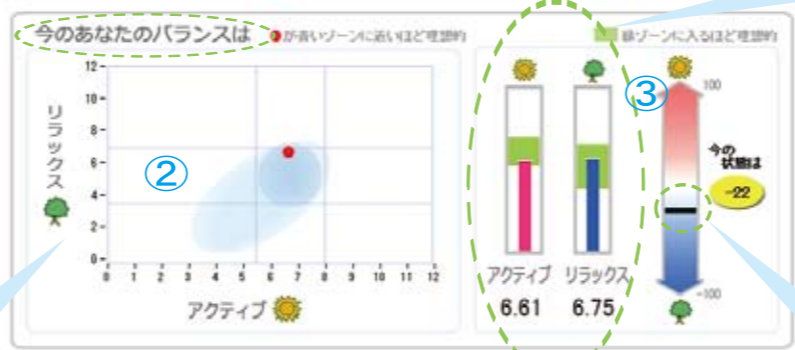 今のあなたのバランスは
が青いゾーンに近いほど理想的
リラックス
12
10
8
6
4
2
0
0 1 2 3 4 5 6 7 8 9 10 11 12
アクティブ
②
緑ゾーンに入るほど理想的
③
アクティブ リラックス
6.61 6.75
100
今の
状態は
-22
-100